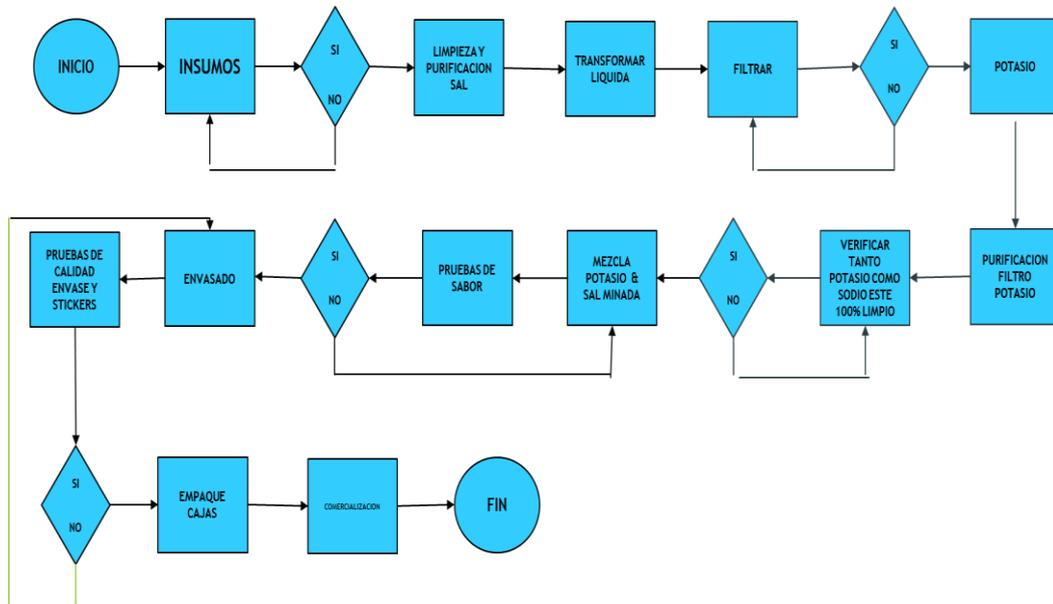 INICIO
INSUMOS
SI
NO
LIMPIEZA Y
PURIFICACION
SAL
TRANSFORMAR
LIQUIDA
FILTRAR
SI
NO
POTASIO
PURIFICACION
FILTRO
POTASIO
VERIFICAR
TANTO
POTASIO COMO
SODIO ESTE
100% LIMPIO
SI
NO
MEZCLA
POTASIO &
SAL MINADA
PRUEBAS DE
SABOR
SI
NO
ENVASADO
PRUEBAS DE
CALIDAD
ENVASE Y
STICKERS
SI
NO
EMPAQUE
CAJAS
COMERCIALIZACION
FIN